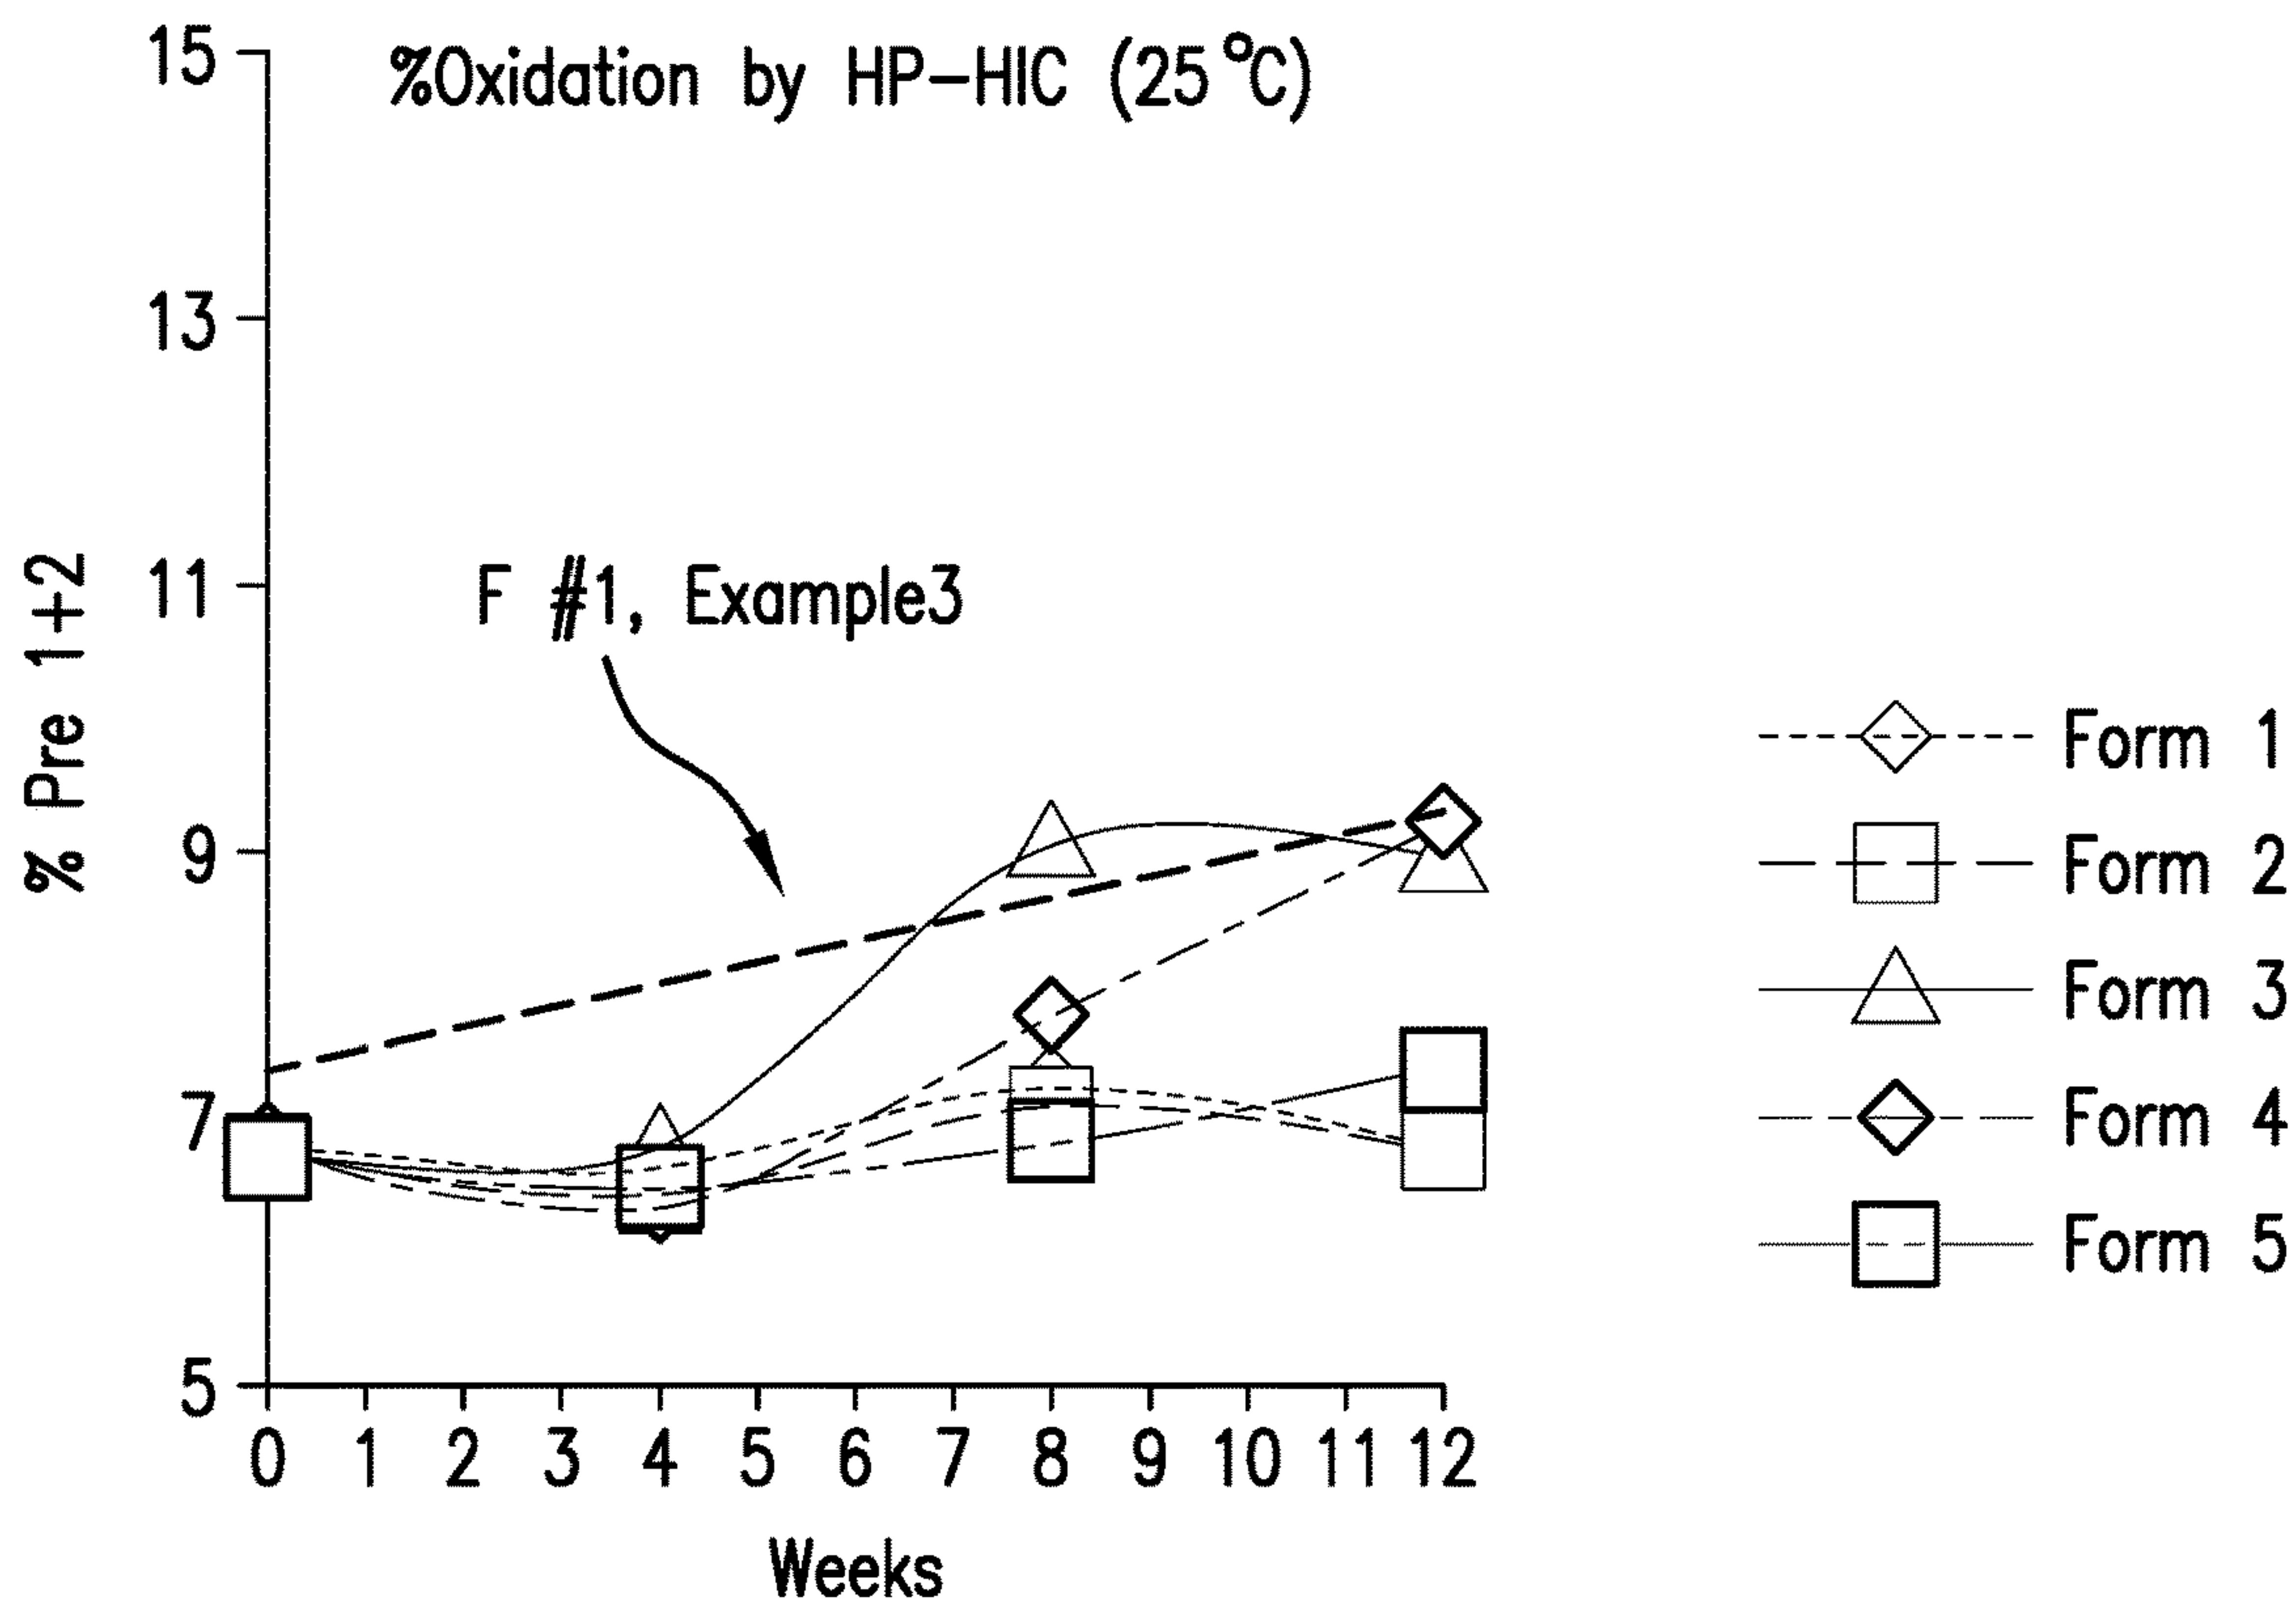 %Oxidation by HP-HIC (25°C)
% Pre 1+2
15
13
11
9
7
5
F #1, Example3
0 1 2 3 4 5 6 7 8 9 10 11 12
Weeks
Form 1
Form 2
Form 3
Form 4
Form 5